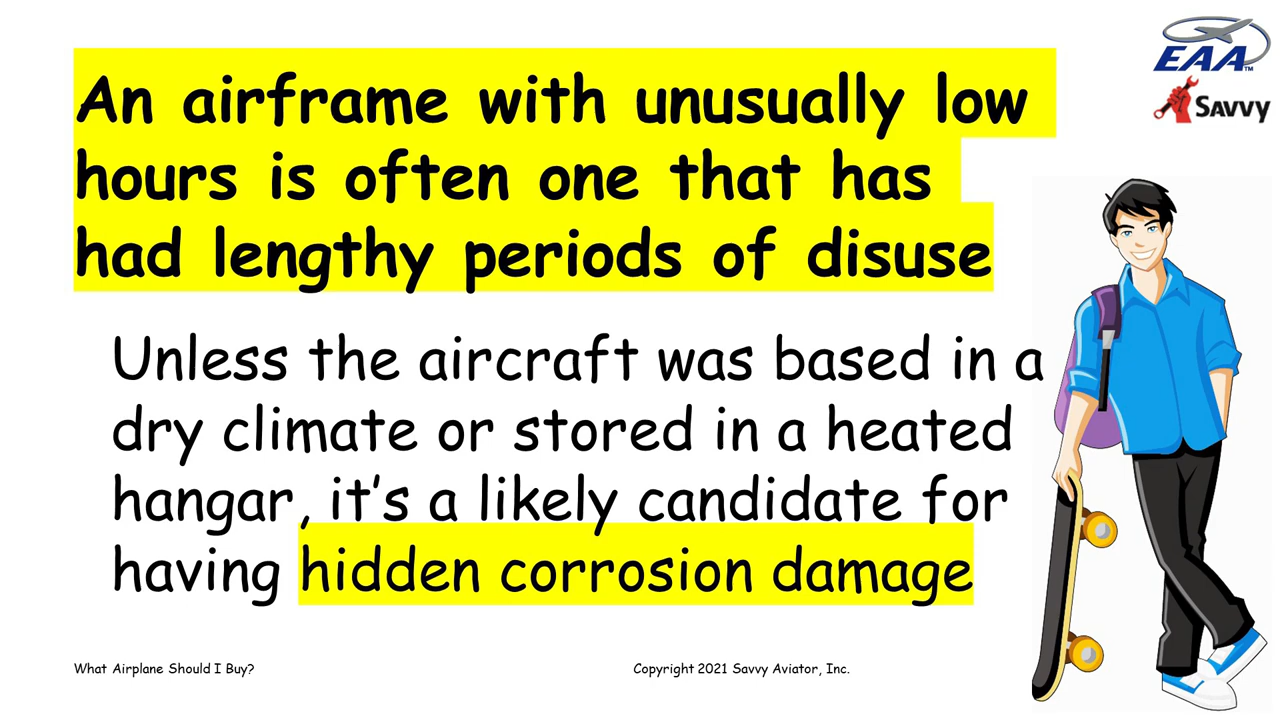 An airframe with unusually low
hours is often one that has
had lengthy periods of disuse
Unless the aircraft was based in a
dry climate or stored in a heated
hangar, it’s a likely candidate for
having hidden corrosion damage
What Airplane Should I Buy?
Copyright 2021 Savvy Aviator, Inc.
EAA™
SAVVY